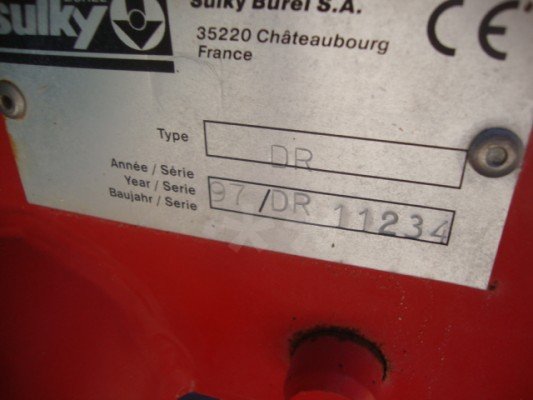 sulky
Sulky Burel S.A.
35220 Châteaubourg
France
CE
Type DR
Année / Série
Year / Serie 97 /DR 11234
Baujahr / Serie